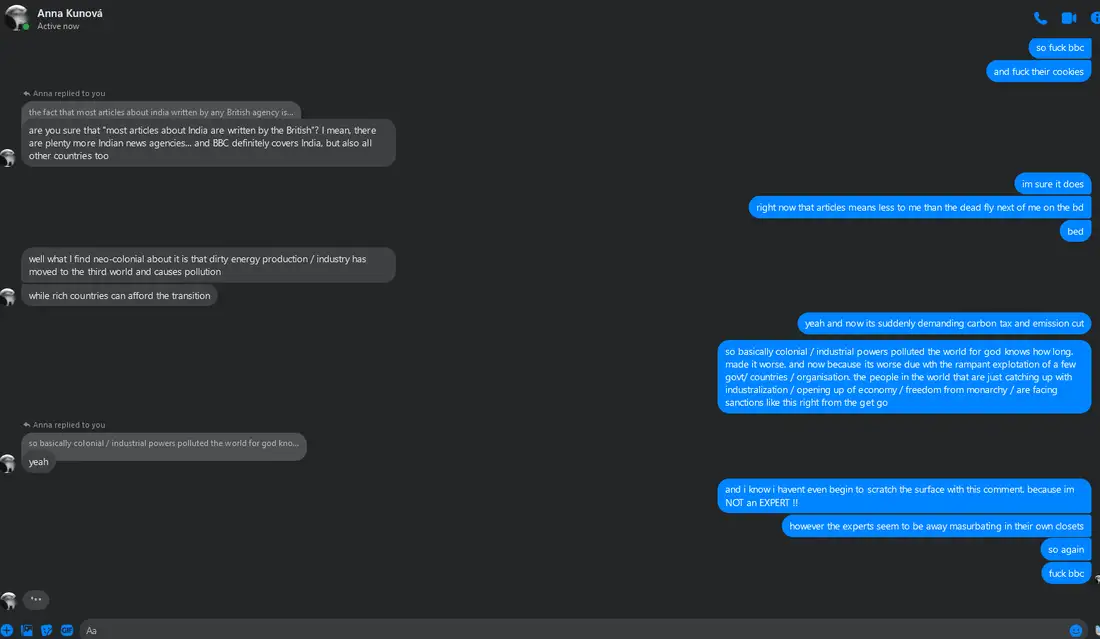 Anna Kunová
Active now
so fuck bbc
and fuck their cookies
Anna replied to you
the fact that most articles about india written by any British agency is...
are you sure that "most articles about India are written by the British"? I mean, there
are plenty more Indian news agencies... and BBC definitely covers India, but also all
other countries too
im sure it does
right now that articles means less to me than the dead fly next of me on the bd
bed
well what I find neo-colonial about it is that dirty energy production / industry has
moved to the third world and causes pollution
while rich countries can afford the transition
yeah and now its suddenly demanding carbon tax and emission cut
so basically colonial / industrial powers polluted the world for god knows how long.
made it worse. and now because its worse due wth the rampant explotation of a few
govt/ countries / organisation. the people in the world that are just catching up with
industralization / opening up of economy / freedom from monarchy / are facing
sanctions like this right from the get go
Anna replied to you
so basically colonial / industrial powers polluted the world for god kno...
yeah
and i know i havent even begin to scratch the surface with this comment. because im
NOT an EXPERT !!
however the experts seem to be away masurbating in their own closets
so again
fuck bbc
GIF
Aa